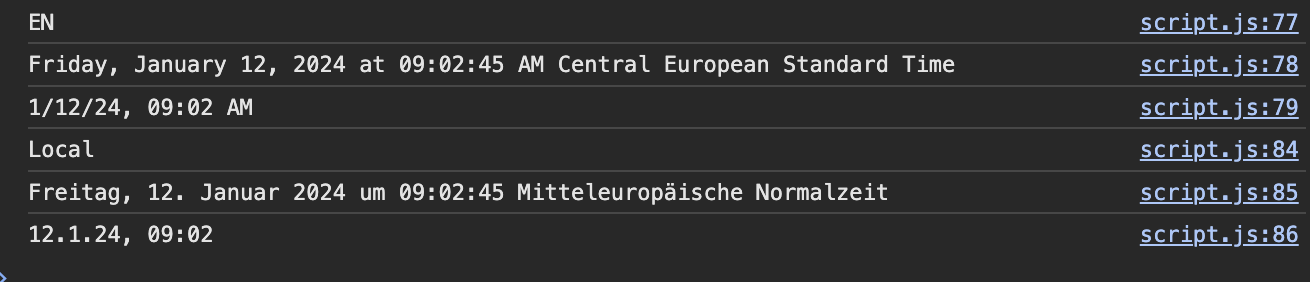 EN script.js:77
Friday, January 12, 2024 at 09:02:45 AM Central European Standard Time script.js:78
1/12/24, 09:02 AM script.js:79
Local script.js:84
Freitag, 12. Januar 2024 um 09:02:45 Mitteleuropäische Normalzeit script.js:85
12.1.24, 09:02 script.js:86